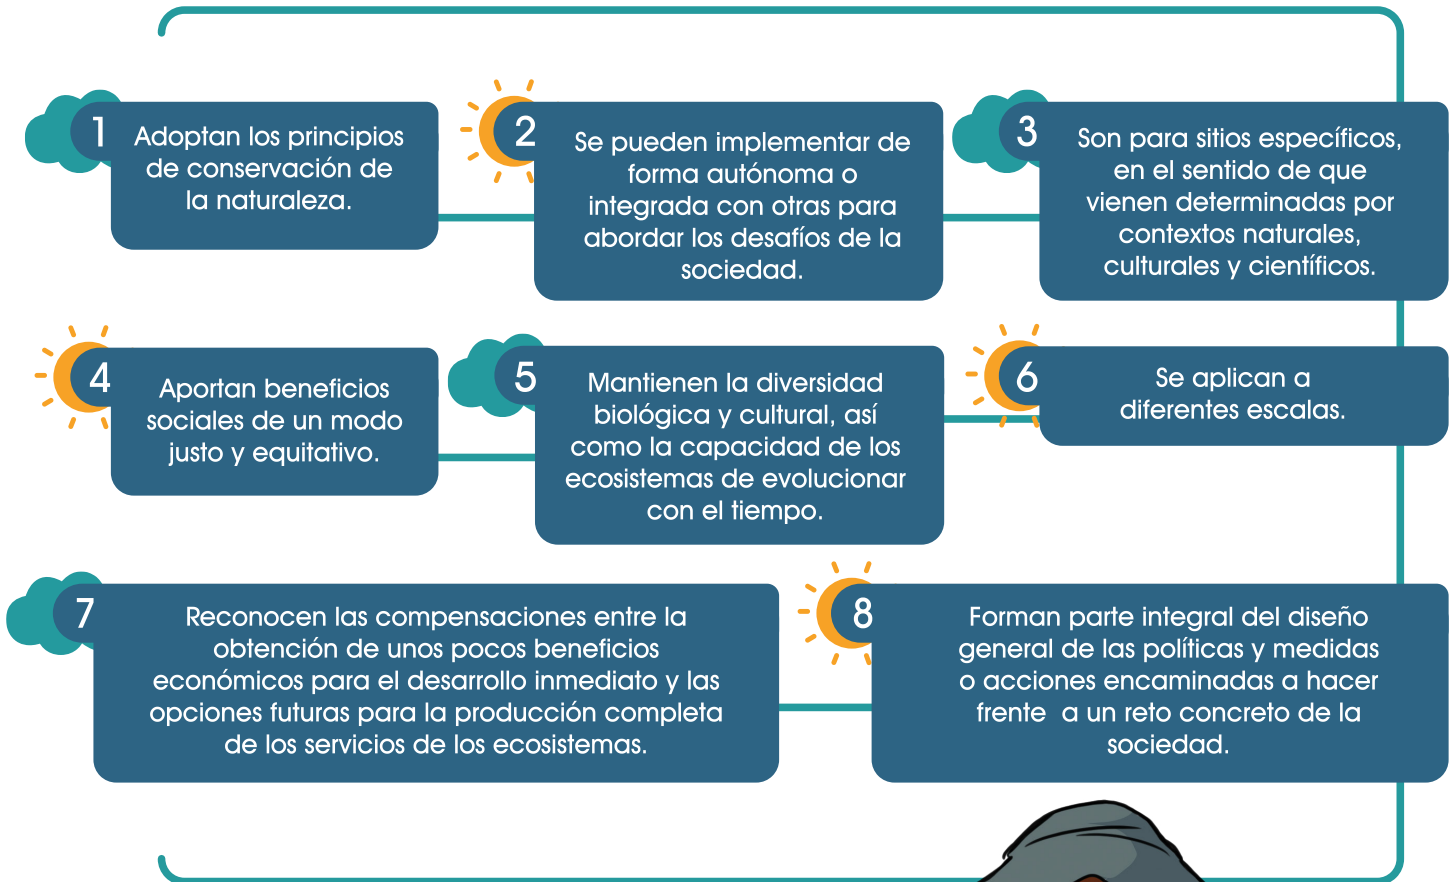 1
Adoptan los principios
de conservación de
la naturaleza.
2
Se pueden implementar de
forma autónoma o
integrada con otras para
abordar los desafíos de la
sociedad.
3
Son para sitios específicos,
en el sentido de que
vienen determinadas por
contextos naturales,
culturales y científicos.
4
Aportan beneficios
sociales de un modo
justo y equitativo.
5
Mantienen la diversidad
biológica y cultural, así
como la capacidad de los
ecosistemas de evolucionar
con el tiempo.
6
Se aplican a
diferentes escalas.
7
Reconocen las compensaciones entre la
obtención de unos pocos beneficios
económicos para el desarrollo inmediato y las
opciones futuras para la producción completa
de los servicios de los ecosistemas.
8
Forman parte integral del diseño
general de las políticas y medidas
o acciones encaminadas a hacer
frente  a un reto concreto de la
sociedad.